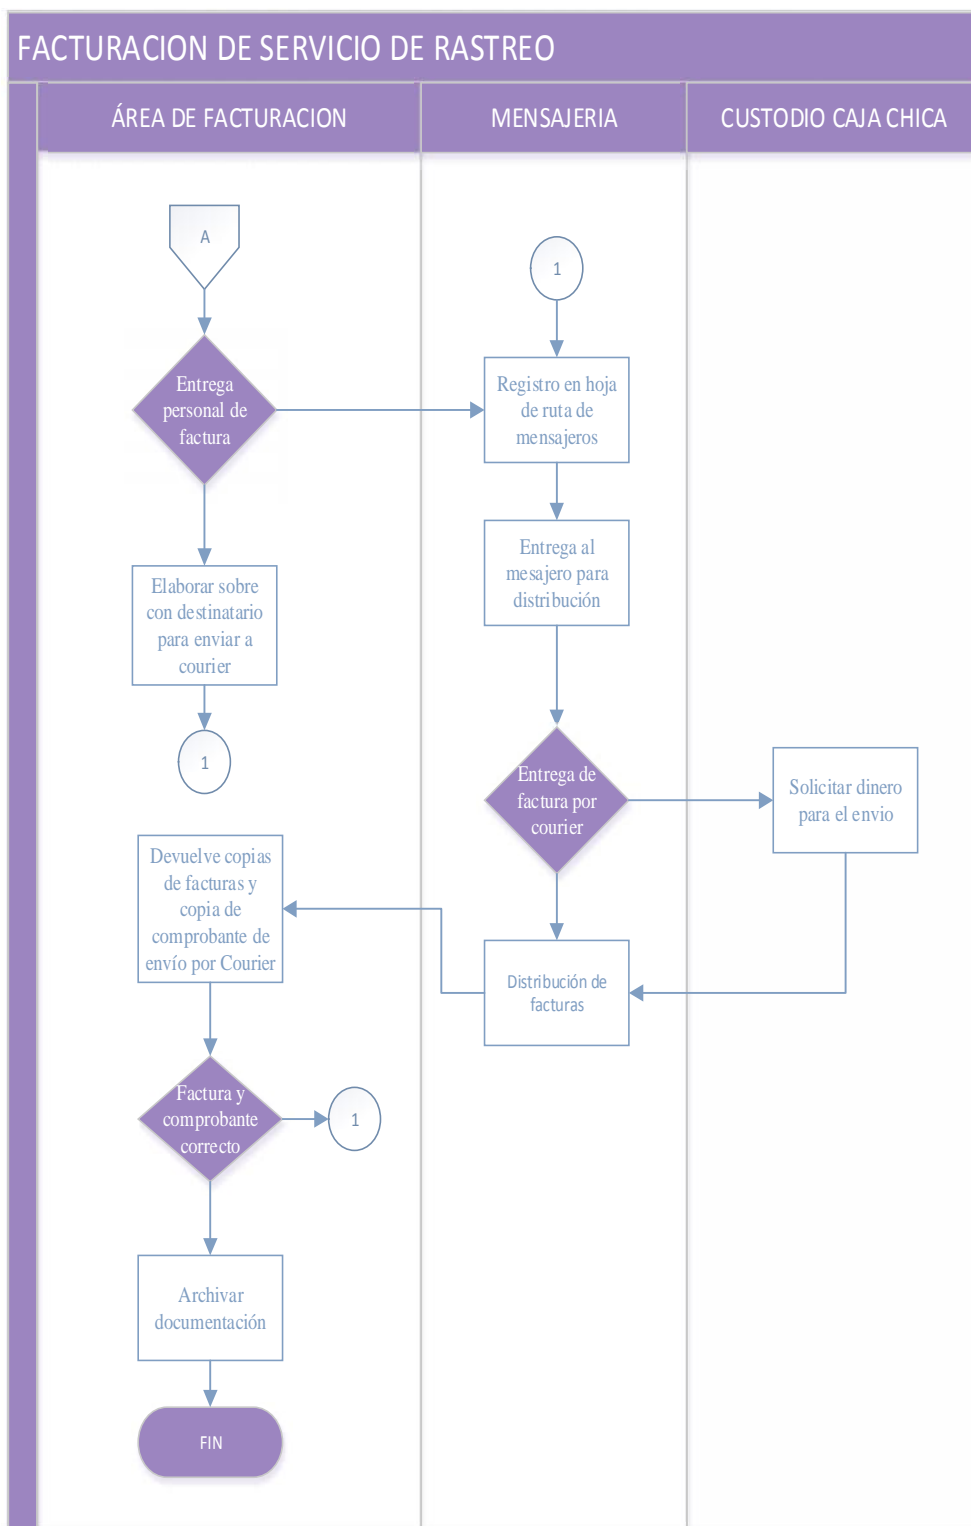 FACTURACION DE SERVICIO DE RASTREO
ÁREA DE FACTURACION
MENSAJERIA
CUSTODIO CAJA CHICA
A
1
Entrega
personal de
factura
Registro en hoja
de ruta de
mensajeros
Entrega al
mesajero para
distribución
Elaborar sobre
con destinatario
para enviar a
courier
1
Entrega de
factura por
courier
Solicitar dinero
para el envio
Devuelve copias
de facturas y
copia de
comprobante de
envío por Courier
Distribución de
facturas
Factura y
comprobante
correcto
1
Archivar
documentación
FIN